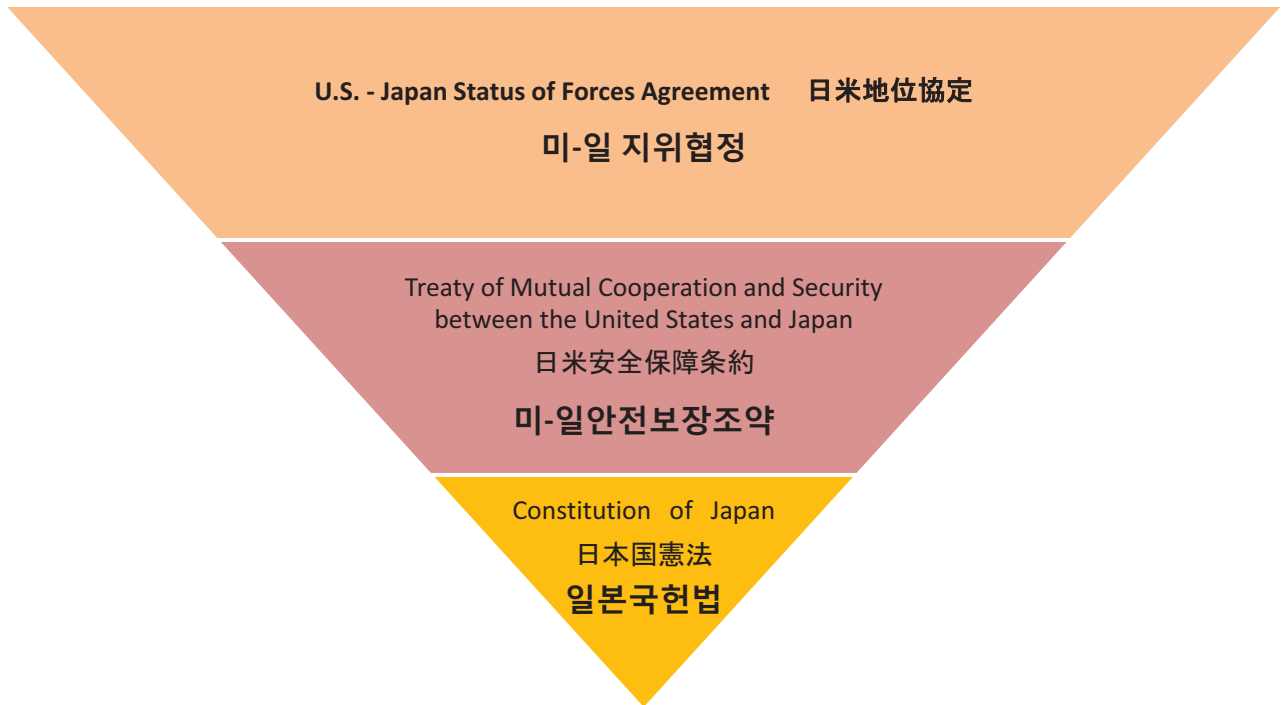 U.S. - Japan Status of Forces Agreement 日米地位協定
미-일 지위협정
Treaty of Mutual Cooperation and Security
between the United States and Japan
日米安全保障条約
미-일안전보장조약
Constitution of Japan
日本国憲法
일본국헌법